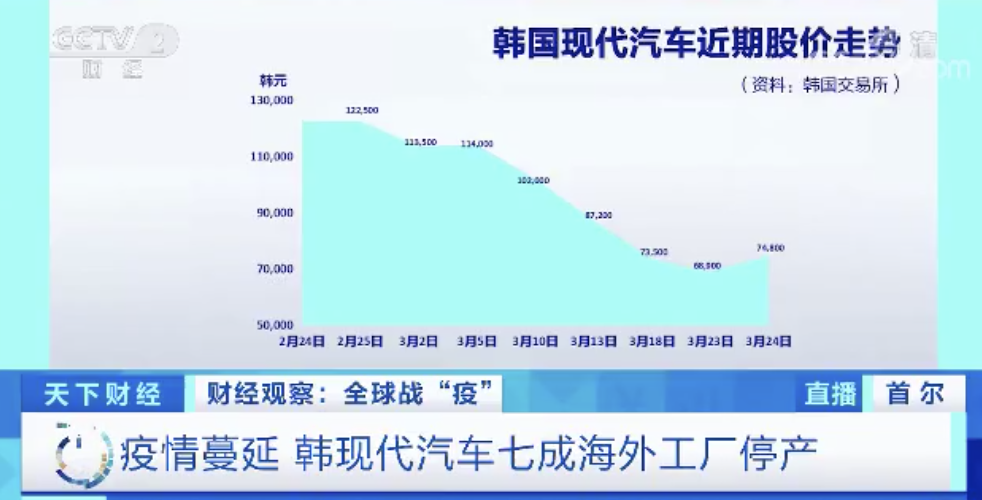 CCTV 2
财经
韩国现代汽车近期股价走势
清
.com
（资料：韩国交易所）
韩元
130,000
110,000
90,000
70,000
50,000
122,500
113,500
114,000
102,000
87,200
73,500
68,900
74,800
2月24日 2月25日 3月2日 3月5日 3月10日 3月13日 3月18日 3月23日 3月24日
天下财经
财经观察：全球战“疫”
直播
首尔
疫情蔓延 韩现代汽车七成海外工厂停产